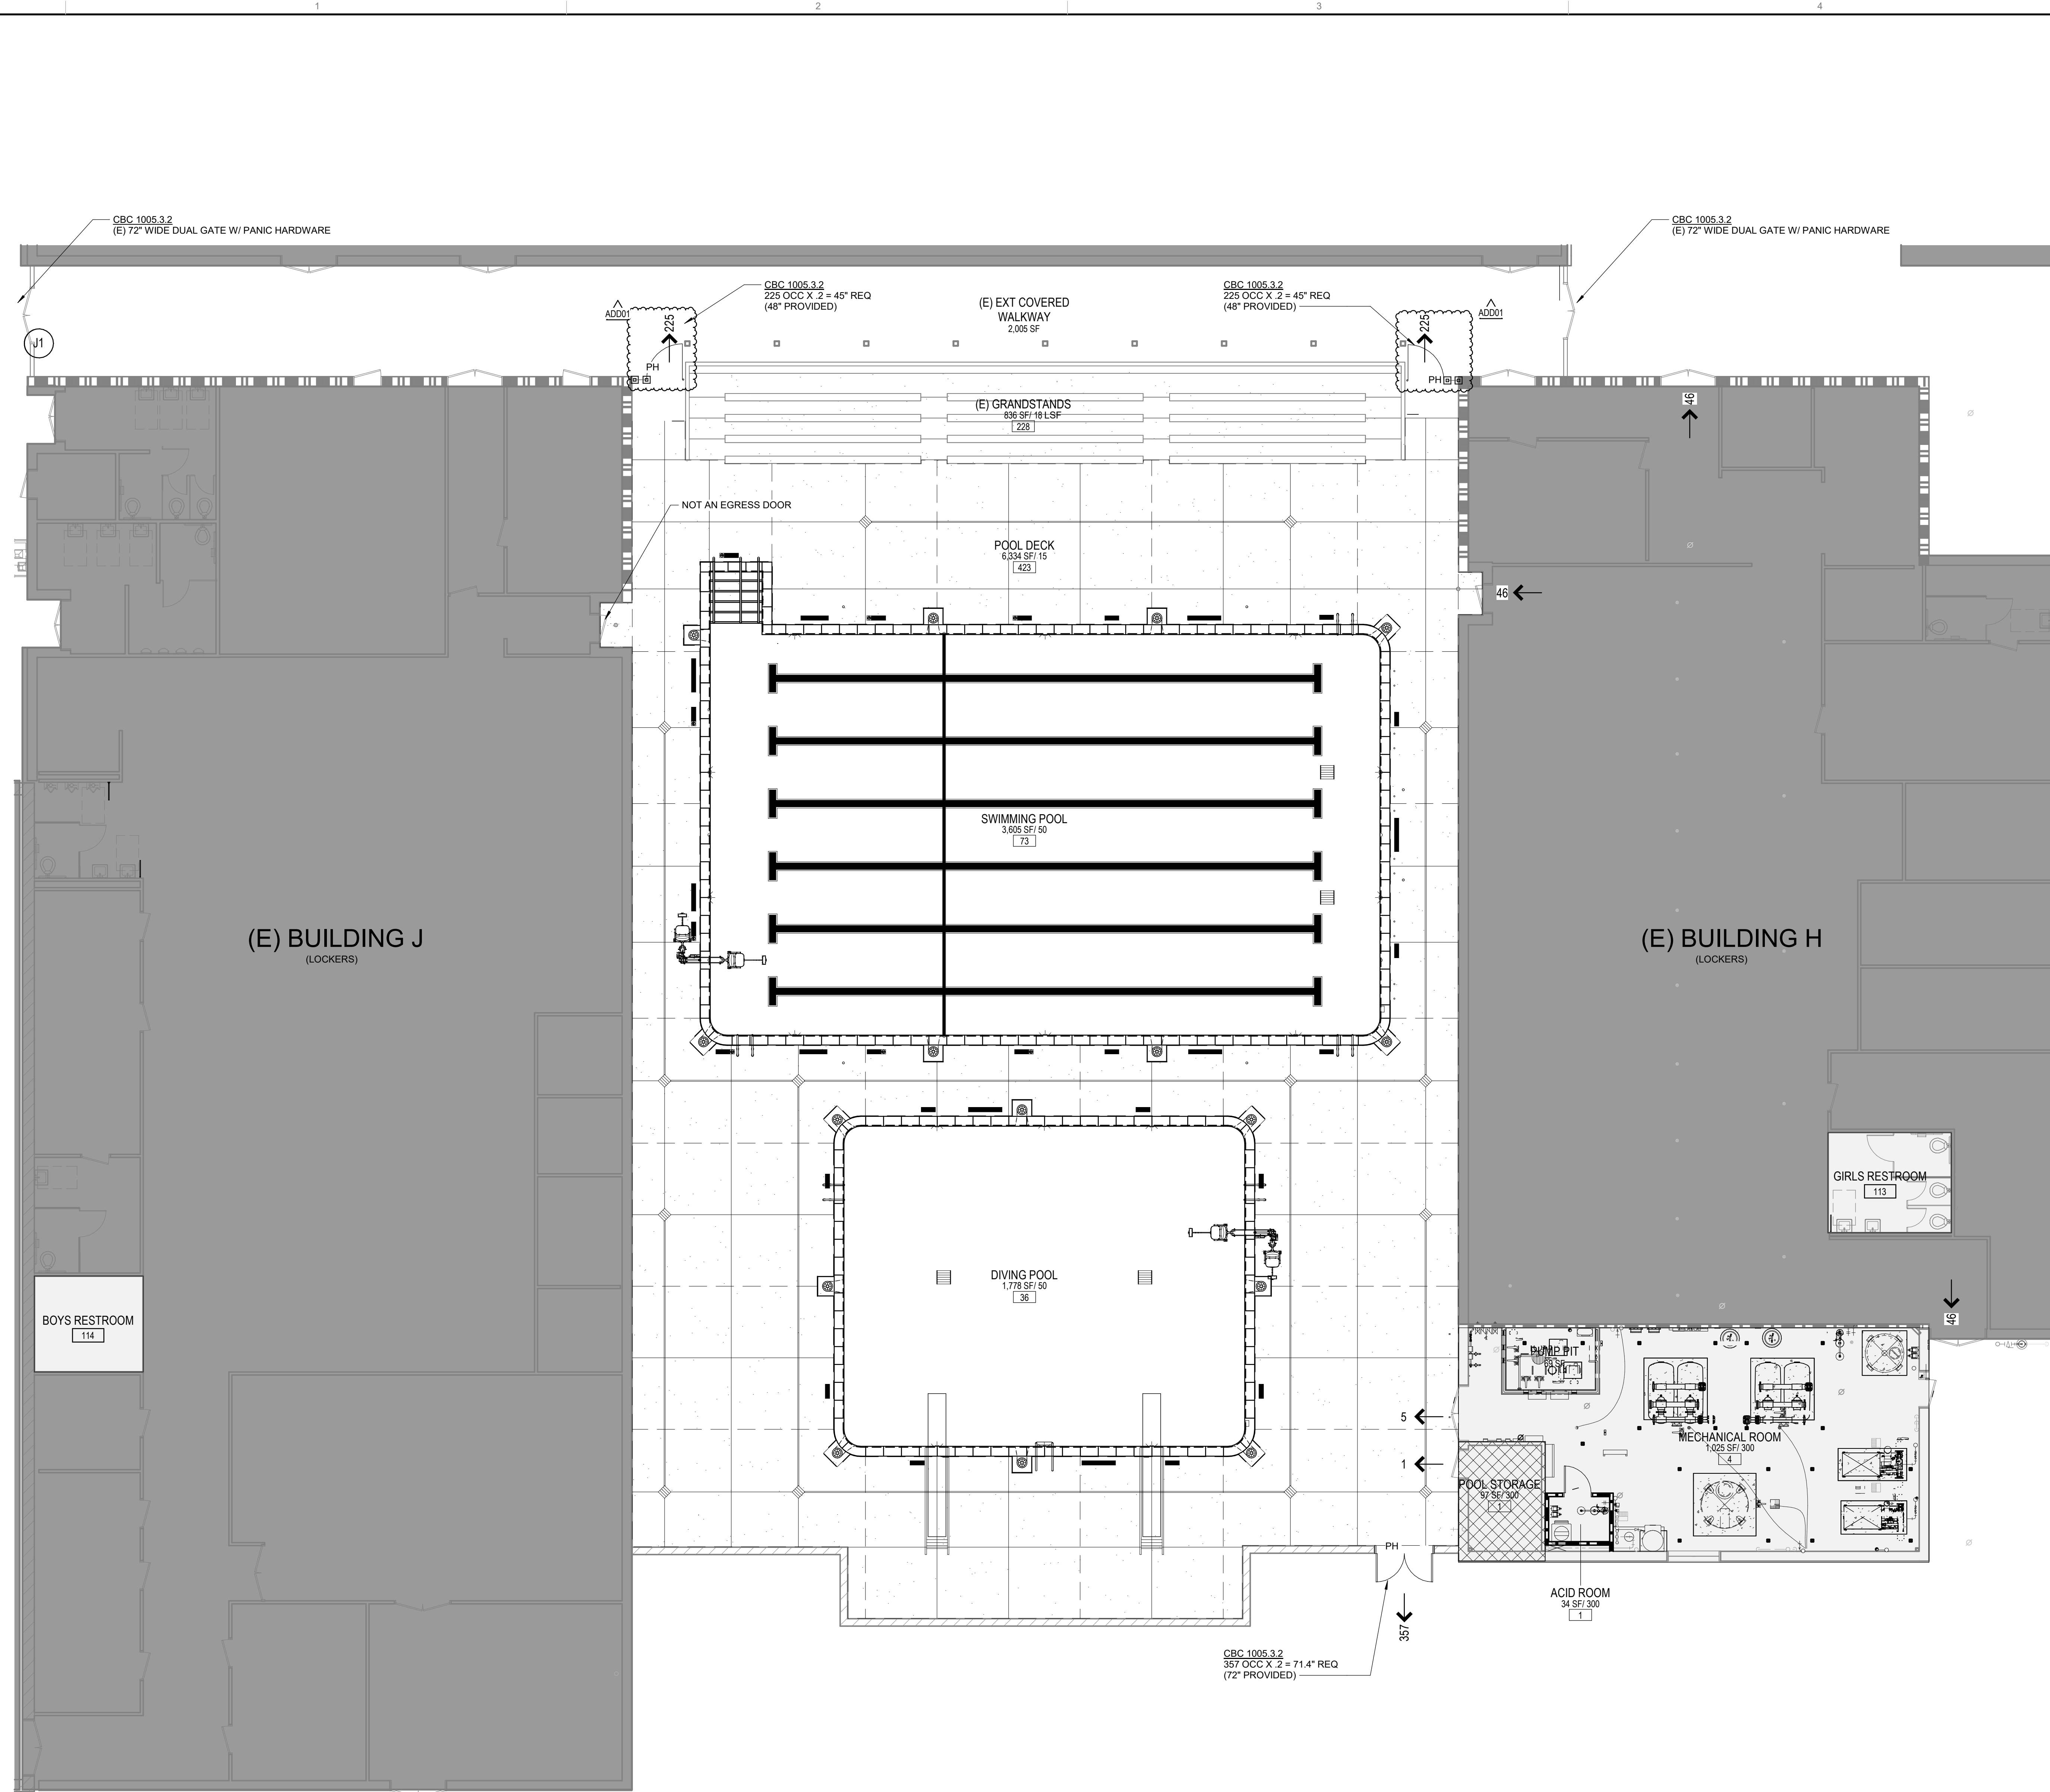 1
2
3
4
CBC 1005.3.2
(E) 72" WIDE DUAL GATE W/ PANIC HARDWARE
CBC 1005.3.2
(E) 72" WIDE DUAL GATE W/ PANIC HARDWARE
CBC 1005.3.2
225 OCC X .2 = 45" REQ
(48" PROVIDED)
CBC 1005.3.2
225 OCC X .2 = 45" REQ
(48" PROVIDED)
(E) EXT COVERED
WALKWAY
2,005 SF
ADD01
225
PH
ADD01
225
PH
J1
(E) GRANDSTANDS
836 SF/ 18 LSF
228
46
NOT AN EGRESS DOOR
POOL DECK
6,334 SF/ 15
423
46
SWIMMING POOL
3,605 SF/ 50
73
(E) BUILDING J
(LOCKERS)
(E) BUILDING H
(LOCKERS)
GIRLS RESTROOM
113
DIVING POOL
1,778 SF/ 50
36
BOYS RESTROOM
114
46
PUMP PIT
69 SF
5
MECHANICAL ROOM
1,025 SF/ 300
4
1
POOL STORAGE
97 SF/ 300
1
PH
ACID ROOM
34 SF/ 300
1
357
CBC 1005.3.2
357 OCC X .2 = 71.4" REQ
(72" PROVIDED)